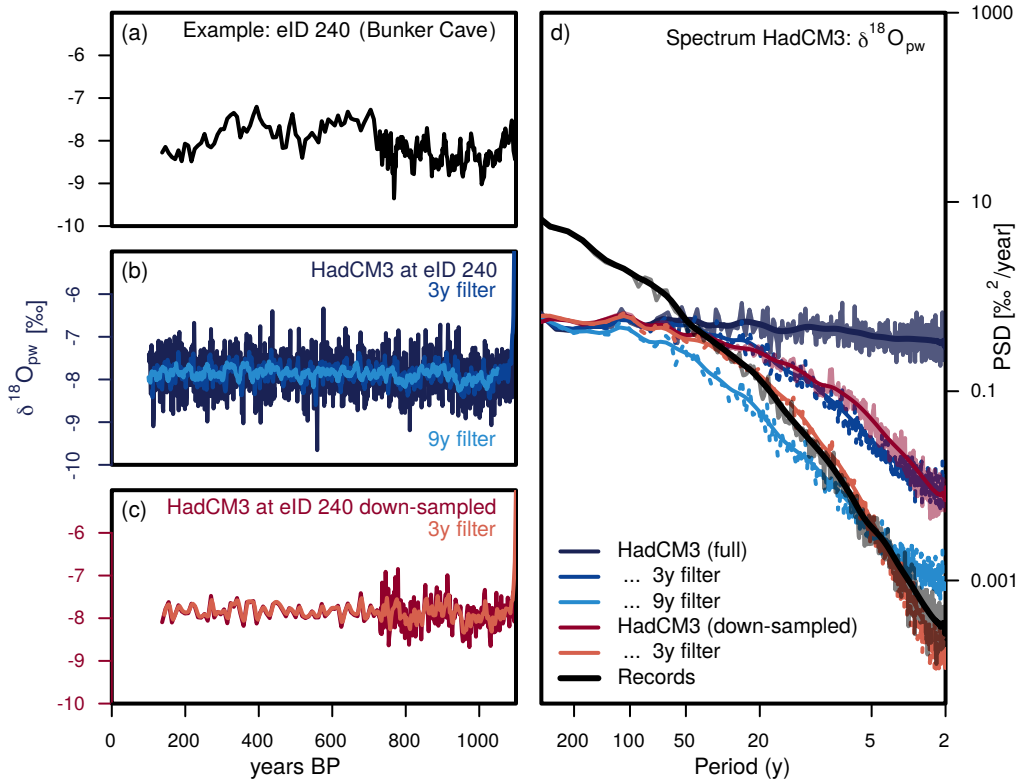 (a)
Example: eID 240 (Bunker Cave)
-6
-7
-8
-9
-10
(b)
HadCM3 at eID 240
3y filter
9y filter
-6
-7
-8
-9
-10
δ ¹⁸O_pw [‰]
(c)
HadCM3 at eID 240 down-sampled
3y filter
-6
-7
-8
-9
-10
0 200 400 600 800 1000
years BP
d)
Spectrum HadCM3: δ¹⁸O_pw
HadCM3 (full)
... 3y filter
... 9y filter
HadCM3 (down-sampled)
... 3y filter
Records
1000
10
0.1
0.001
PSD [‰²/year]
200 100 50 20 5 2
Period (y)